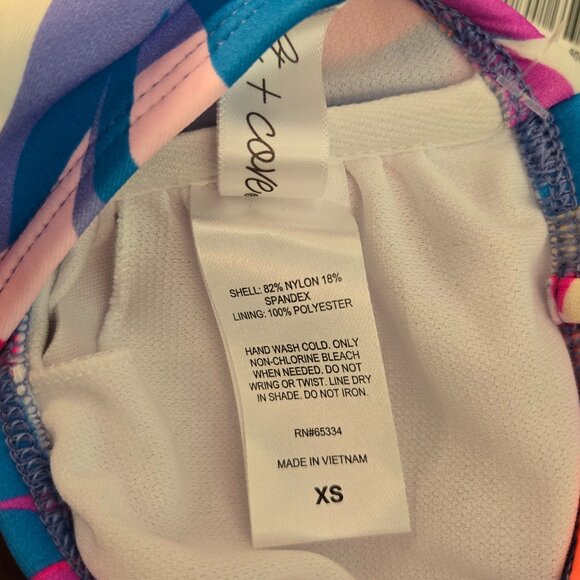 + cove
SHELL: 82% NYLON 18%
SPANDEX
LINING: 100% POLYESTER
HAND WASH COLD. ONLY
NON-CHLORINE BLEACH
WHEN NEEDED. DO NOT
WRING OR TWIST. LINE DRY
IN SHADE. DO NOT IRON.
RN#65334
MADE IN VIETNAM
XS